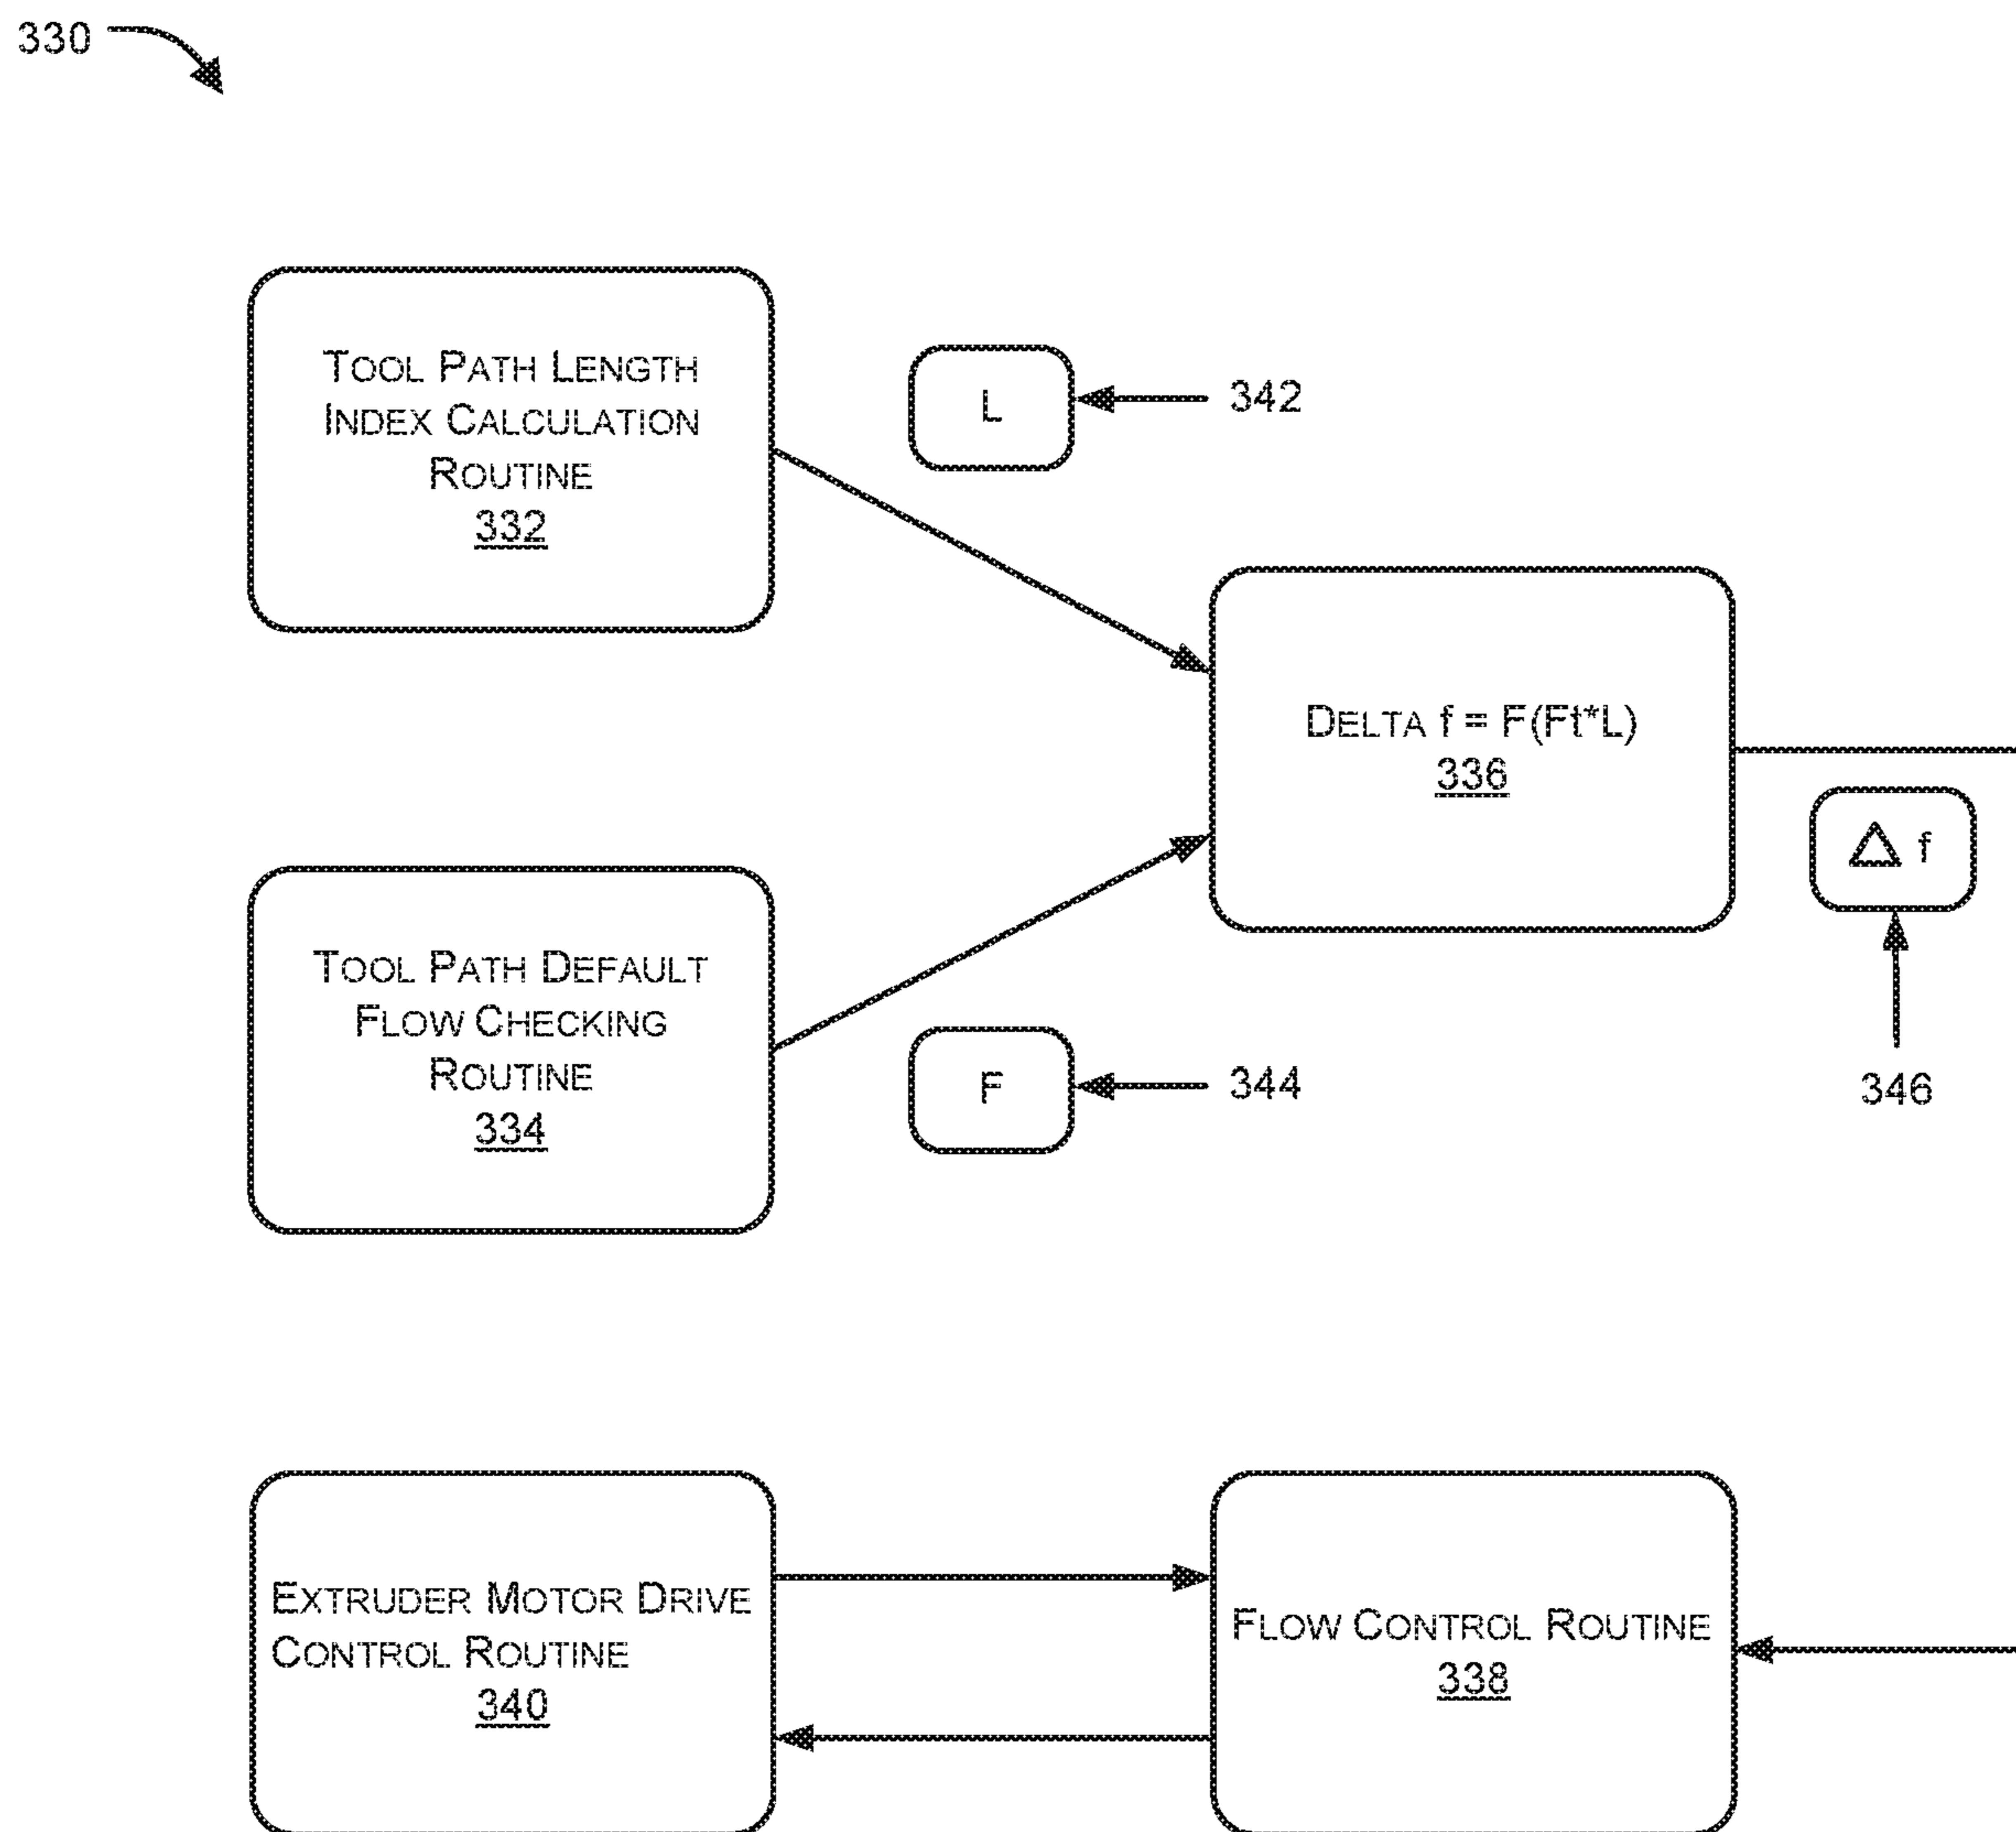 330
TOOL PATH LENGTH
INDEX CALCULATION
ROUTINE
332
L
342
DELTA f = F(Ft*L)
336
△ f
346
TOOL PATH DEFAULT
FLOW CHECKING
ROUTINE
334
F
344
EXTRUDER MOTOR DRIVE
CONTROL ROUTINE
340
FLOW CONTROL ROUTINE
338